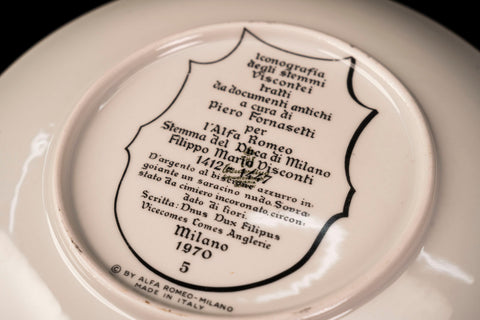 Iconografia
degli stemmi
Viscontei
tratti
da documenti antichi
a cura di
Piero Fornasetti
per
l'Alfa Romeo
Stemma del Duca di Milano
Filippo Maria Visconti
1412 - 1447
D'argento al biscione azzurro in-
goiante un saracino nudo. Sovra-
stato da cimiero incoronato, circon-
dato di fiori.
Scritta: Dnus Dux Filipus
Vicecomes Comes Anglerie
Milano
1970
5
© BY ALFA ROMEO-MILANO
MADE IN ITALY